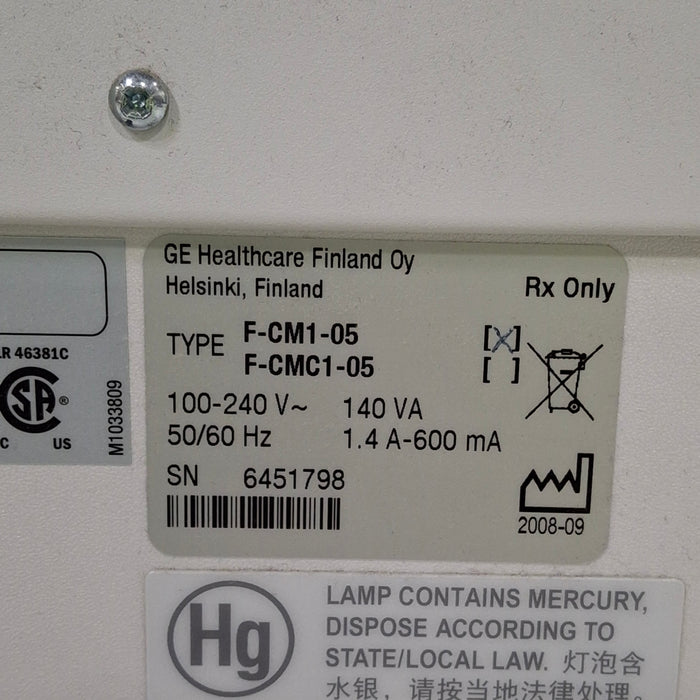 GE Healthcare Finland Oy
Helsinki, Finland
Rx Only
TYPE F-CM1-05 [X]
F-CMC1-05 [ ]
100-240 V~ 140 VA
50/60 Hz 1.4 A-600 mA
SN 6451798
2008-09
LR 46381C
SA ®
C US
M1033809
Hg
LAMP CONTAINS MERCURY,
DISPOSE ACCORDING TO
STATE/LOCAL LAW. 灯泡含
水银，请按当地法律处理。